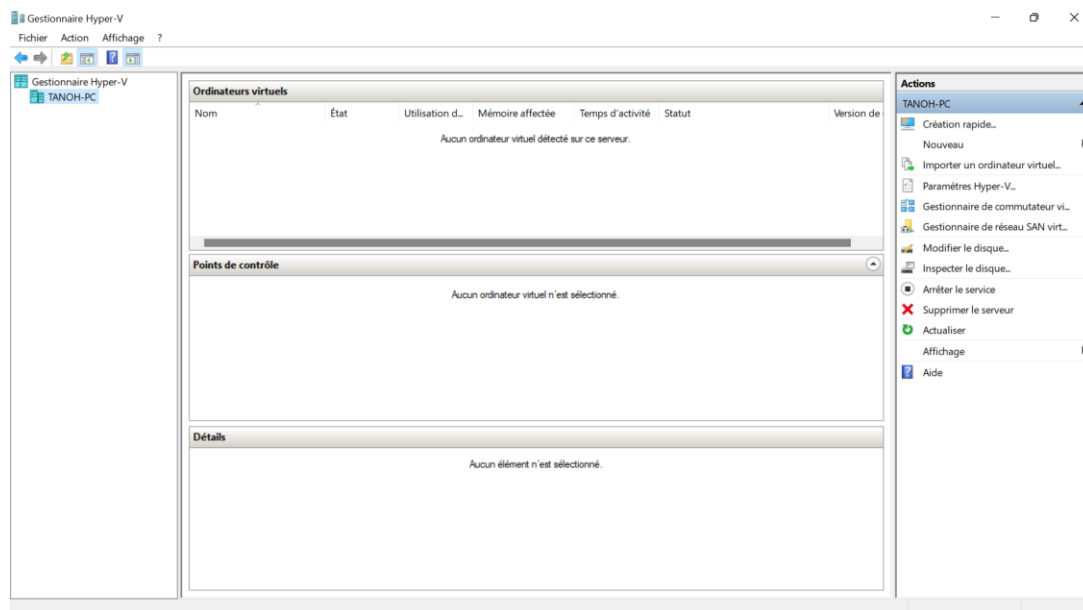 Gestionnaire Hyper-V
Fichier Action Affichage ?
Gestionnaire Hyper-V
TANOH-PC
Ordinateurs virtuels
Nom État Utilisation d... Mémoire affectée Temps d'activité Statut Version de
Aucun ordinateur virtuel détecté sur ce serveur.
Points de contrôle
Aucun ordinateur virtuel n'est sélectionné.
Détails
Aucun élément n'est sélectionné.
Actions
TANOH-PC
Création rapide...
Nouveau
Importer un ordinateur virtuel...
Paramètres Hyper-V...
Gestionnaire de commutateur vi...
Gestionnaire de réseau SAN virt...
Modifier le disque...
Inspecter le disque...
Arrêter le service
Supprimer le serveur
Actualiser
Affichage
Aide